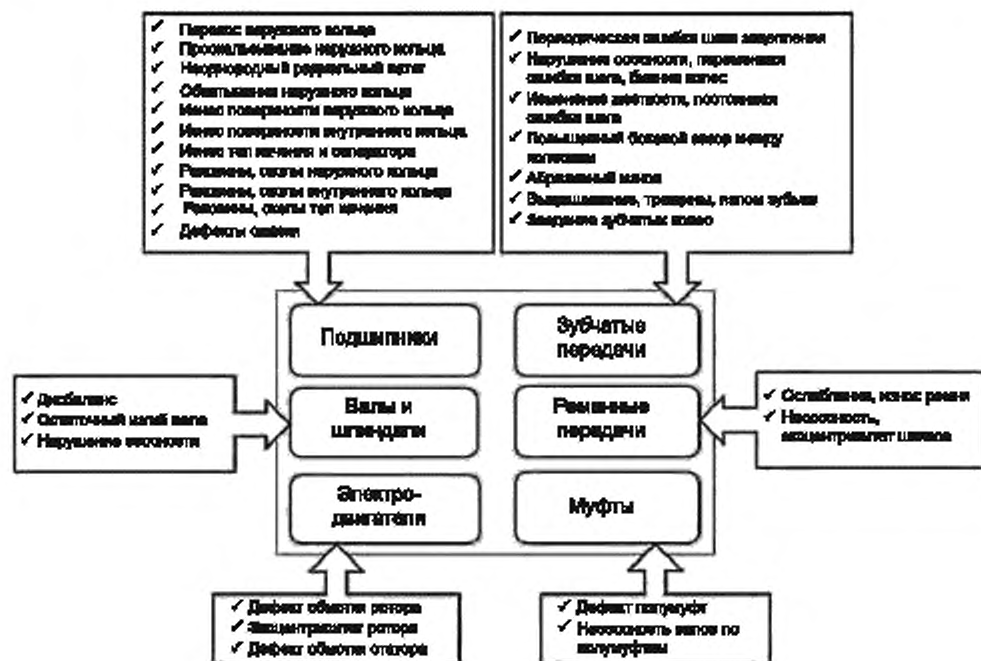 Перекос наружного кольца
Проскальзывание наружного кольца
Неоднородный радиальный натяг
Обкатывание наружного кольца
Износ поверхности наружного кольца
Износ поверхности внутреннего кольца
Износ тел качения и сепаратора
Раковины, сколы наружного кольца
Раковины, сколы внутреннего кольца
Раковины, сколы тел качения
Дефекты смазки
Периодическая ошибка шага зацепления
Нарушение соосности, переменная
ошибка шага, биения колес
Изменение жесткости, постоянная
ошибка шага
Повышенный боковой зазор между
колесами
Абразивный износ
Выкрашивание, трещины, излом зубьев
Заедание зубчатых колес
Подшипники
Зубчатые
передачи
Дисбаланс
Остаточный изгиб вала
Нарушение соосности
Валы и
шпиндели
Ременные
передачи
Ослабление, износ ремня
Несоосность,
эксцентриситет шкивов
Электро-
двигателя
Муфты
Дефект обмотки ротора
Эксцентриситет ротора
Дефект обмотки статора
Дефект полумуфт
Несоосность валов по
полумуфтам